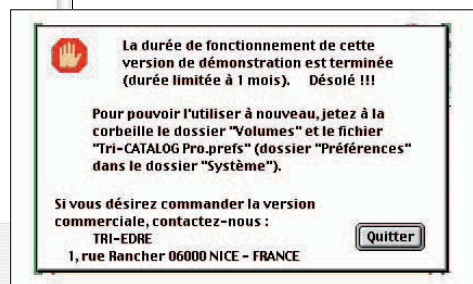 La durée de fonctionnement de cette
version de démonstration est terminée
(durée limitée à 1 mois). Désolé !!!
Pour pouvoir l'utiliser à nouveau, jetez à la
corbeille le dossier "Volumes" et le fichier
"Tri-CATALOG Pro.prefs" (dossier "Préférences"
dans le dossier "Système").
Si vous désirez commander la version
commerciale, contactez-nous :
TRI-EDRE
1, rue Rancher 06000 NICE - FRANCE
Quitter